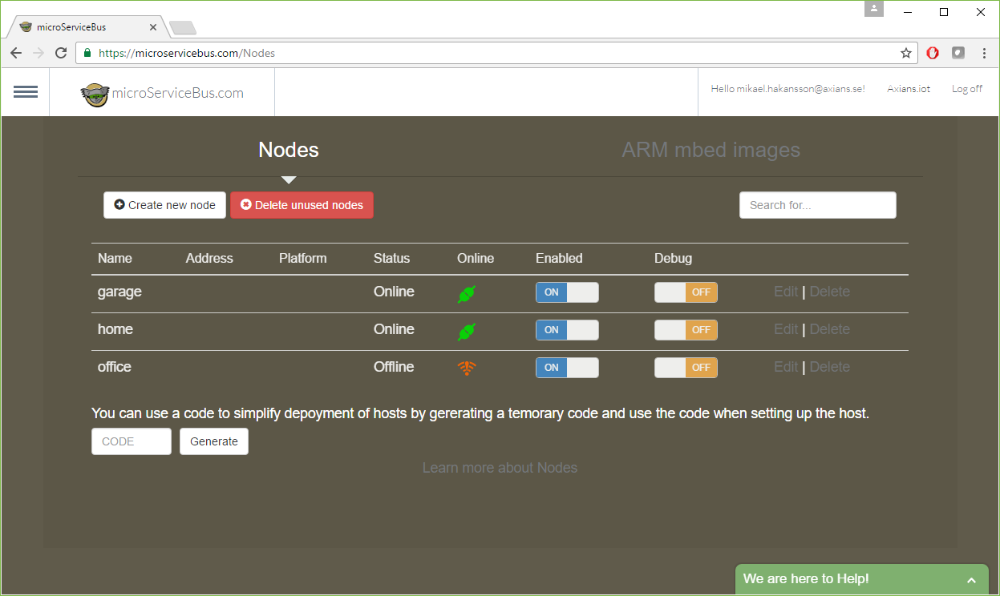 microServiceBus
https://microservicebus.com/Nodes
microServiceBus.com
Hello mikael.hakansson@axians.se! Axians.iot Log off
Nodes ARM mbed images
Create new node Delete unused nodes Search for...
Name Address Platform Status Online Enabled Debug
garage Online ON OFF Edit | Delete
home Online ON OFF Edit | Delete
office Offline ON OFF Edit | Delete
You can use a code to simplify depoyment of hosts by gererating a temorary code and use the code when setting up the host.
CODE Generate
Learn more about Nodes
We are here to Help!